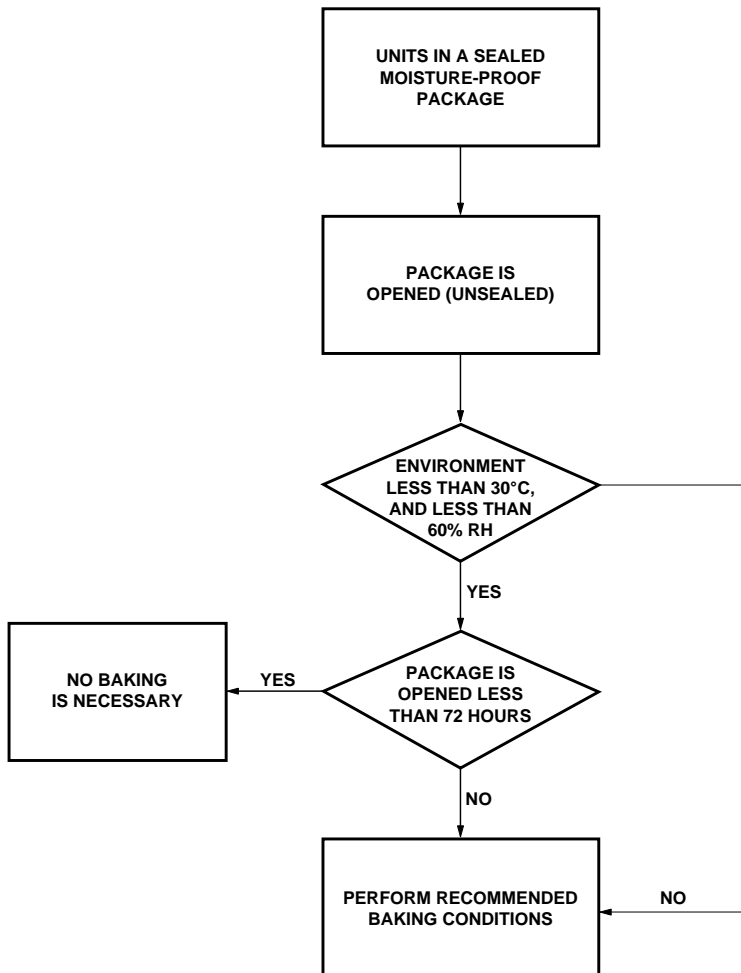 UNITS IN A SEALED
MOISTURE-PROOF
PACKAGE
PACKAGE IS
OPENED (UNSEALED)
ENVIRONMENT
LESS THAN 30°C,
AND LESS THAN
60% RH
YES
NO BAKING
IS NECESSARY
YES
PACKAGE IS
OPENED LESS
THAN 72 HOURS
NO
PERFORM RECOMMENDED
BAKING CONDITIONS
NO